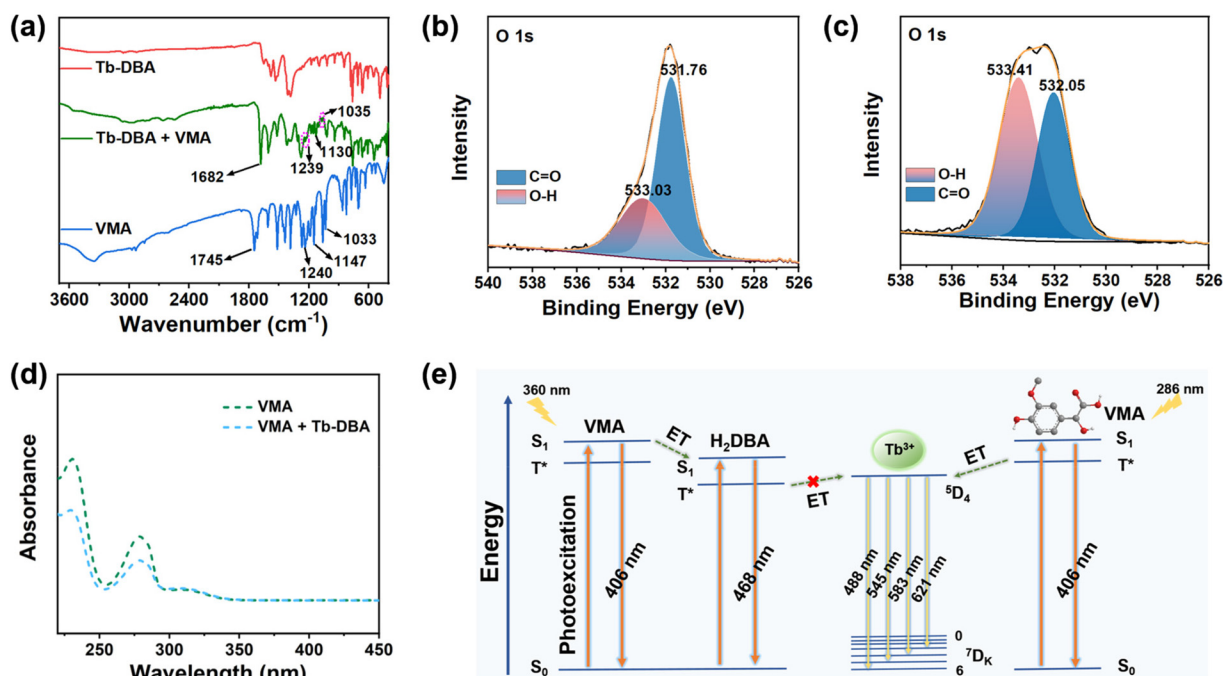 (a)
Tb-DBA
1035
Tb-DBA + VMA
1682
1239
1130
VMA
1745
1240
1147
1033
3600 3000 2400 1800 1200 600
Wavenumber (cm⁻¹)
(b)
O 1s
531.76
533.03
C=O
O-H
Intensity
540 538 536 534 532 530 528 526
Binding Energy (eV)
(c)
O 1s
533.41
532.05
O-H
C=O
Intensity
538 536 534 532 530 528 526
Binding Energy (eV)
(d)
VMA
VMA + Tb-DBA
Absorbance
250 300 350 400 450
Wavelength (nm)
(e)
Energy
360 nm
VMA
S₁
T*
ET
Photoexcitation
406 nm
S₀
H₂DBA
S₁
T*
468 nm
ET
Tb³⁺
⁵D₄
488 nm
545 nm
583 nm
621 nm
0
⁷D_K
6
ET
286 nm
VMA
S₁
T*
406 nm
S₀